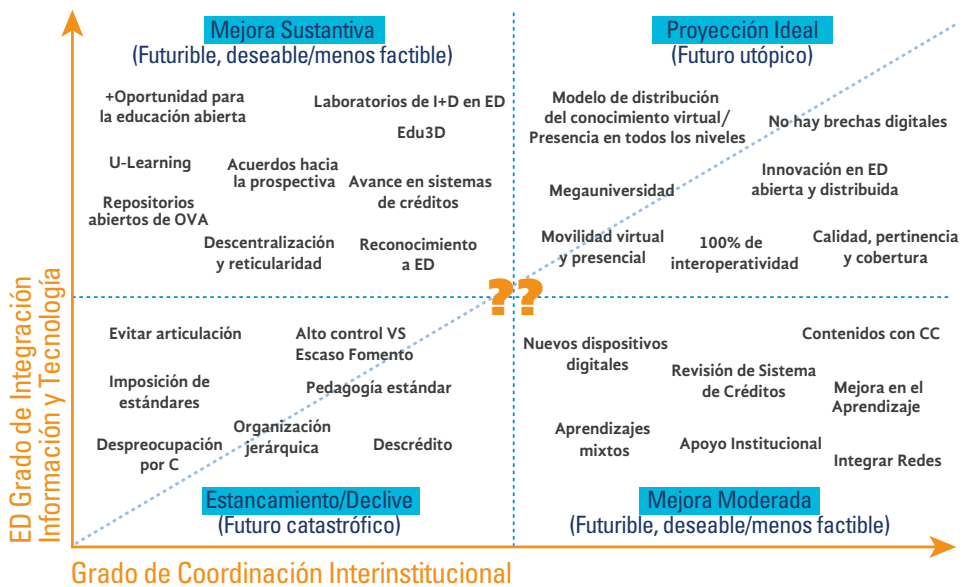 Mejora Sustantiva
(Futurible, deseable/menos factible)
+Oportunidad para
la educación abierta
Laboratorios de I+D en ED
Edu3D
U-Learning
Acuerdos hacia
la prospectiva
Avance en sistemas
de créditos
Repositorios
abiertos de OVA
Descentralización
y reticularidad
Reconocimiento
a ED
Proyección Ideal
(Futuro utópico)
Modelo de distribución
del conocimiento virtual/
Presencia en todos los niveles
No hay brechas digitales
Innovación en ED
abierta y distribuida
Megauniversidad
Movilidad virtual
y presencial
100% de
interoperatividad
Calidad, pertinencia
y cobertura
??
Evitar articulación
Alto control VS
Escaso Fomento
Imposición de
estándares
Pedagogía estándar
Organización
jerárquica
Despreocupación
por C
Descrédito
Estancamiento/Declive
(Futuro catastrófico)
Nuevos dispositivos
digitales
Contenidos con CC
Revisión de Sistema
de Créditos
Mejora en el
Aprendizaje
Aprendizajes
mixtos
Apoyo Institucional
Integrar Redes
Mejora Moderada
(Futurible, deseable/menos factible)
ED Grado de Integración
Información y Tecnología
Grado de Coordinación Interinstitucional